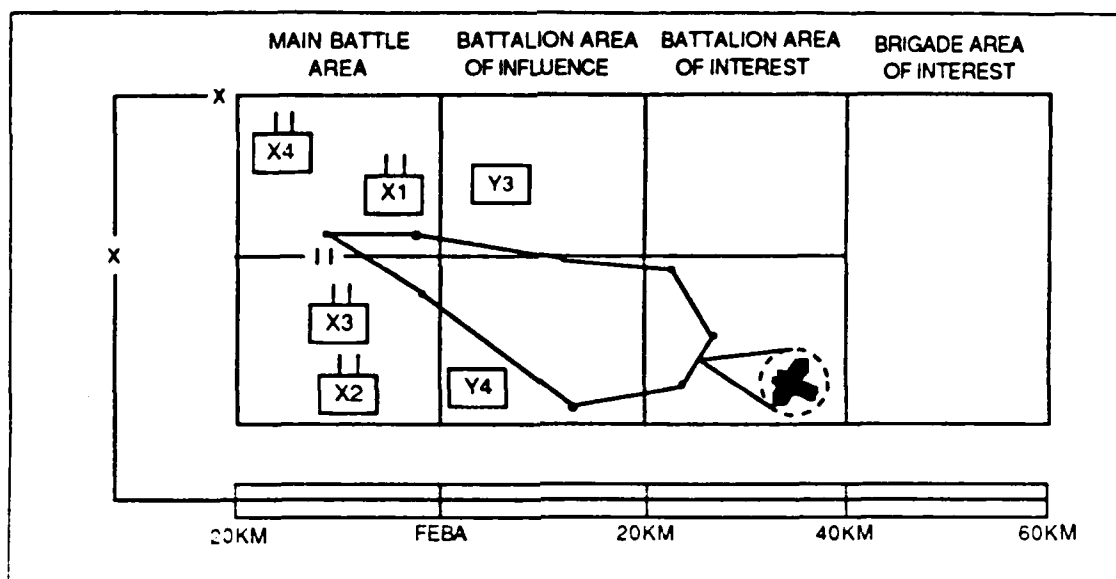 MAIN BATTLE AREA
BATTALION AREA OF INFLUENCE
BATTALION AREA OF INTEREST
BRIGADE AREA OF INTEREST
X
X4
X1
Y3
X
X3
X2
Y4
20KM
FEBA
20KM
40KM
60KM